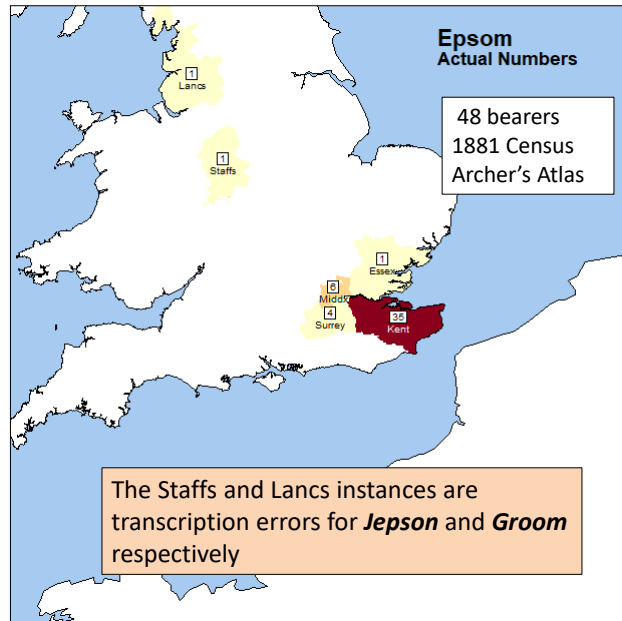 Epsom
Actual Numbers
48 bearers
1881 Census
Archer's Atlas
1
Lancs
1
Staffs
1
Essex
6
Middx
4
Surrey
35
Kent
The Staffs and Lancs instances are
transcription errors for Jepson and Groom
respectively